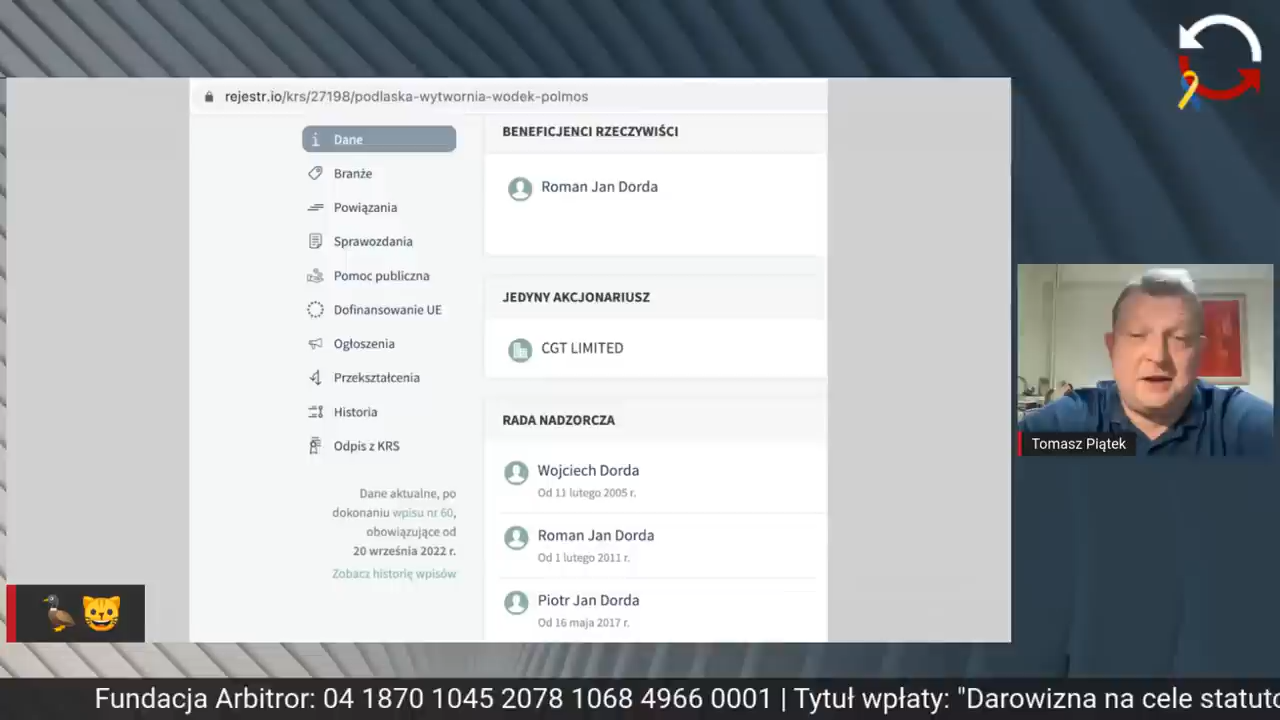 rejestr.io/krs/27198/podlaska-wytwornia-wodek-polmos
Dane
Branże
Powiązania
Sprawozdania
Pomoc publiczna
Dofinansowanie UE
Ogłoszenia
Przekształcenia
Historia
Odpis z KRS
Dane aktualne, po
dokonaniu wpisu nr 60,
obowiązujące od
20 września 2022 r.
Zobacz historię wpisów
BENEFICJENCI RZECZYWIŚCI
Roman Jan Dorda
JEDYNY AKCJONARIUSZ
CGT LIMITED
RADA NADZORCZA
Wojciech Dorda
Od 11 lutego 2005 r.
Roman Jan Dorda
Od 1 lutego 2011 r.
Piotr Jan Dorda
Od 16 maja 2017 r.
Tomasz Piątek
Fundacja Arbitror: 04 1870 1045 2078 1068 4966 0001 | Tytuł wpłaty: "Darowizna na cele statuto